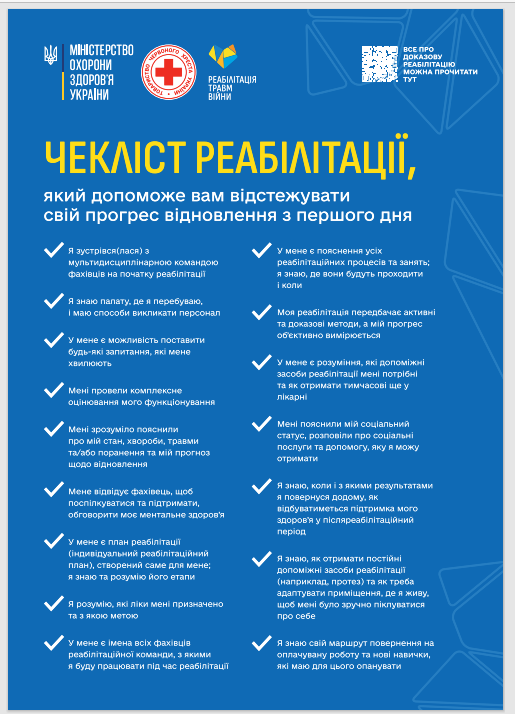 МІНІСТЕРСТВО
ОХОРОНИ
ЗДОРОВ'Я
УКРАЇНИ
ТОВАРИСТВО ЧЕРВОНОГО ХРЕСТА УКРАЇНИ
РЕАБІЛІТАЦІЯ
ТРАВМ
ВІЙНИ
ВСЕ ПРО
ДОКАЗОВУ
РЕАБІЛІТАЦІЮ
МОЖНА ПРОЧИТАТИ
ТУТ
ЧЕКЛІСТ РЕАБІЛІТАЦІЇ,
який допоможе вам відстежувати
свій прогрес відновлення з першого дня
Я зустрівся(лася) з
мультидисциплінарною командою
фахівців на початку реабілітації
Я знаю палату, де я перебуваю,
і маю способи викликати персонал
У мене є можливість поставити
будь-які запитання, які мене
хвилюють
Мені провели комплексне
оцінювання мого функціонування
Мені зрозуміло пояснили
про мій стан, хвороби, травми
та/або поранення та мій прогноз
щодо відновлення
Мене відвідує фахівець, щоб
поспілкуватися та підтримати,
обговорити моє ментальне здоров'я
У мене є план реабілітації
(індивідуальний реабілітаційний
план), створений саме для мене;
я знаю та розумію його етапи
Я розумію, які ліки мені призначено
та з якою метою
У мене є імена всіх фахівців
реабілітаційної команди, з якими
я буду працювати під час реабілітації
У мене є пояснення усіх
реабілітаційних процесів та занять;
я знаю, де вони будуть проходити
і коли
Моя реабілітація передбачає активні
та доказові методи, а мій прогрес
об'єктивно вимірюється
У мене є розуміння, які допоміжні
засоби реабілітації мені потрібні
та як отримати тимчасові ще у
лікарні
Мені пояснили мій соціальний
статус, розповіли про соціальні
послуги та допомогу, яку я можу
отримати
Я знаю, коли і з якими результатами
я повернуся додому, як
відбуватиметься підтримка мого
здоров'я у післяреабілітаційний
період
Я знаю, як отримати постійні
допоміжні засоби реабілітації
(наприклад, протез) та як треба
адаптувати приміщення, де я живу,
щоб мені було зручно піклуватися
про себе
Я знаю свій маршрут повернення на
оплачувану роботу та нові навички,
які маю для цього опанувати